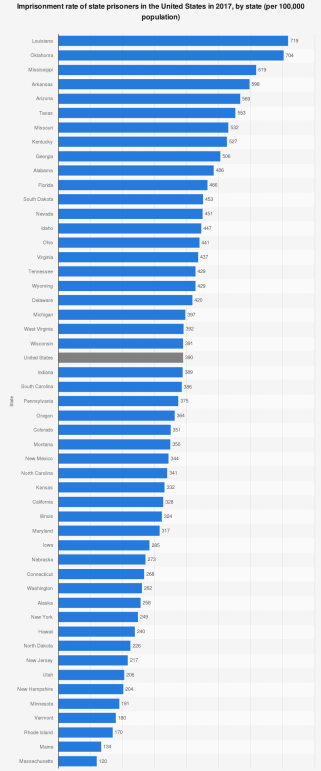 Imprisonment rate of state prisoners in the United States in 2017, by state (per 100,000
population)
Louisiana 719
Oklahoma 704
Mississippi 619
Arkansas 598
Arizona 569
Texas 553
Missouri 532
Kentucky 527
Georgia 506
Alabama 486
Florida 466
South Dakota 453
Nevada 451
Idaho 447
Ohio 441
Virginia 437
Tennessee 429
Wyoming 429
Delaware 420
Michigan 397
West Virginia 392
Wisconsin 391
United States 390
Indiana 389
South Carolina 386
Pennsylvania 375
State
Oregon 364
Colorado 351
Montana 350
New Mexico 344
North Carolina 341
Kansas 332
California 328
Illinois 324
Maryland 317
Iowa 285
Nebraska 273
Connecticut 268
Washington 262
Alaska 258
New York 249
Hawaii 240
North Dakota 226
New Jersey 217
Utah 206
New Hampshire 204
Minnesota 191
Vermont 180
Rhode Island 170
Maine 134
Massachusetts 120